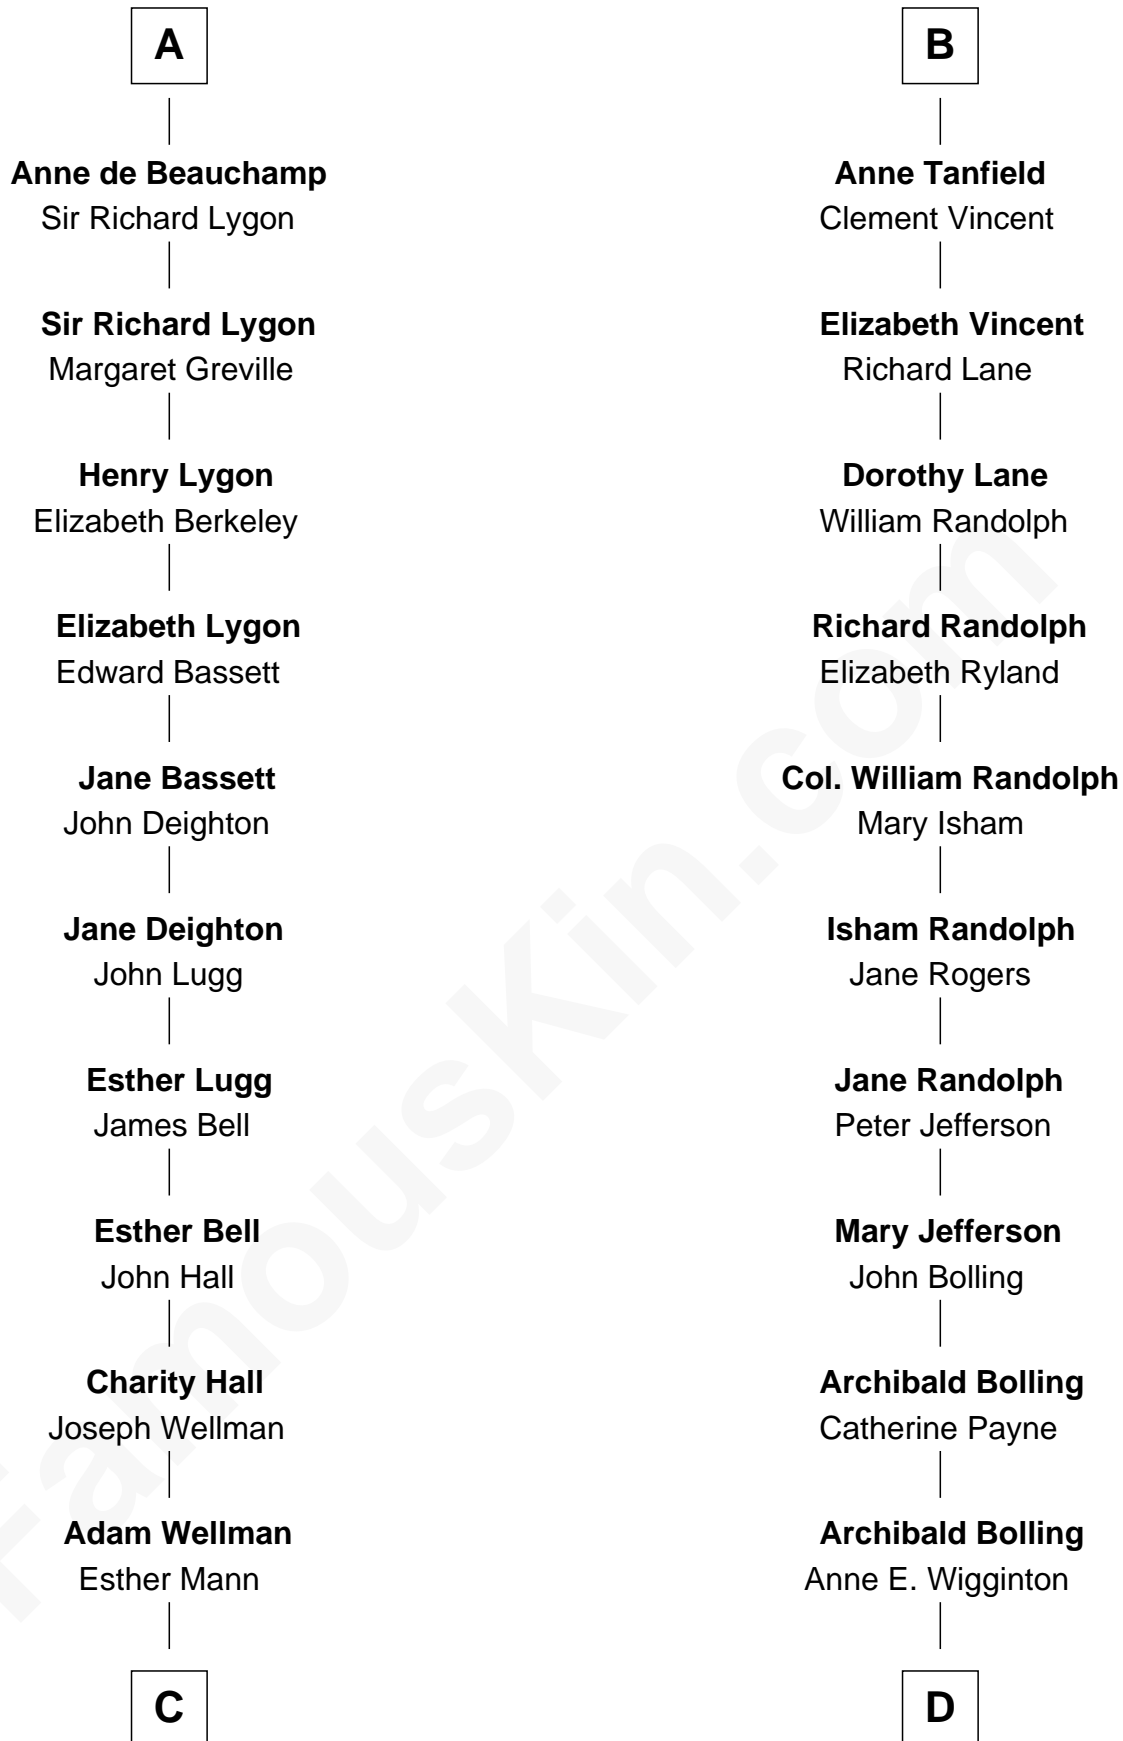 A
Anne de Beauchamp
Sir Richard Lygon
Sir Richard Lygon
Margaret Greville
Henry Lygon
Elizabeth Berkeley
Elizabeth Lygon
Edward Bassett
Jane Bassett
John Deighton
Jane Deighton
John Lugg
Esther Lugg
James Bell
Esther Bell
John Hall
Charity Hall
Joseph Wellman
Adam Wellman
Esther Mann
C
B
Anne Tanfield
Clement Vincent
Elizabeth Vincent
Richard Lane
Dorothy Lane
William Randolph
Richard Randolph
Elizabeth Ryland
Col. William Randolph
Mary Isham
Isham Randolph
Jane Rogers
Jane Randolph
Peter Jefferson
Mary Jefferson
John Bolling
Archibald Bolling
Catherine Payne
Archibald Bolling
Anne E. Wigginton
D
FamousKin.com